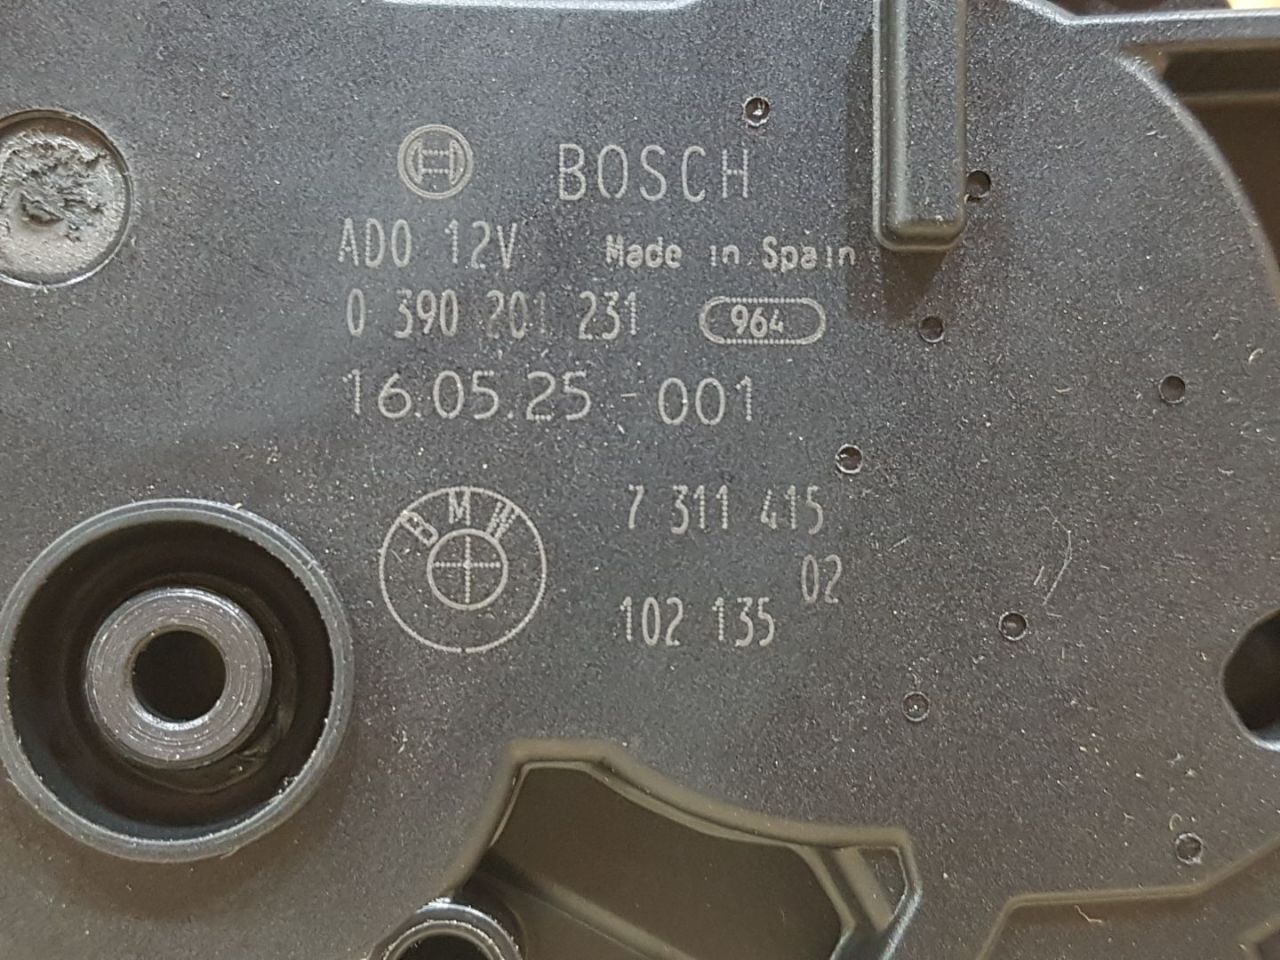 BOSCH
AD0 12V Made in Spain
0 390 201 231 964
16.05.25 - 001
BMW 7 311 415
02
102 135